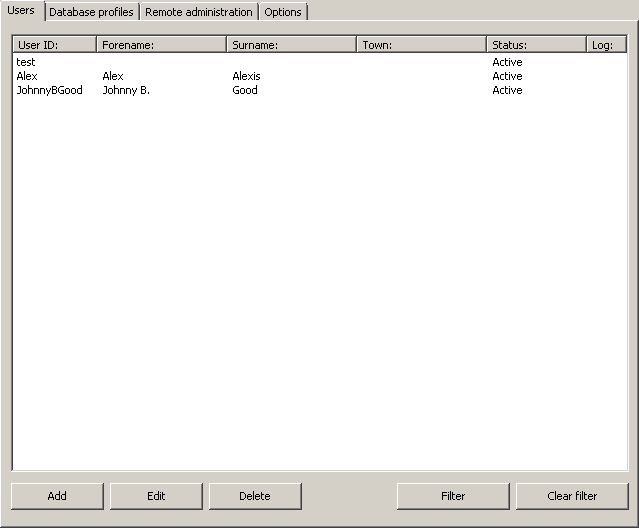 Users Database profiles Remote administration Options
User ID: Forename: Surname: Town: Status: Log:
test Active
Alex Alex Alexis Active
JohnnyBGood Johnny B. Good Active
Add Edit Delete Filter Clear filter